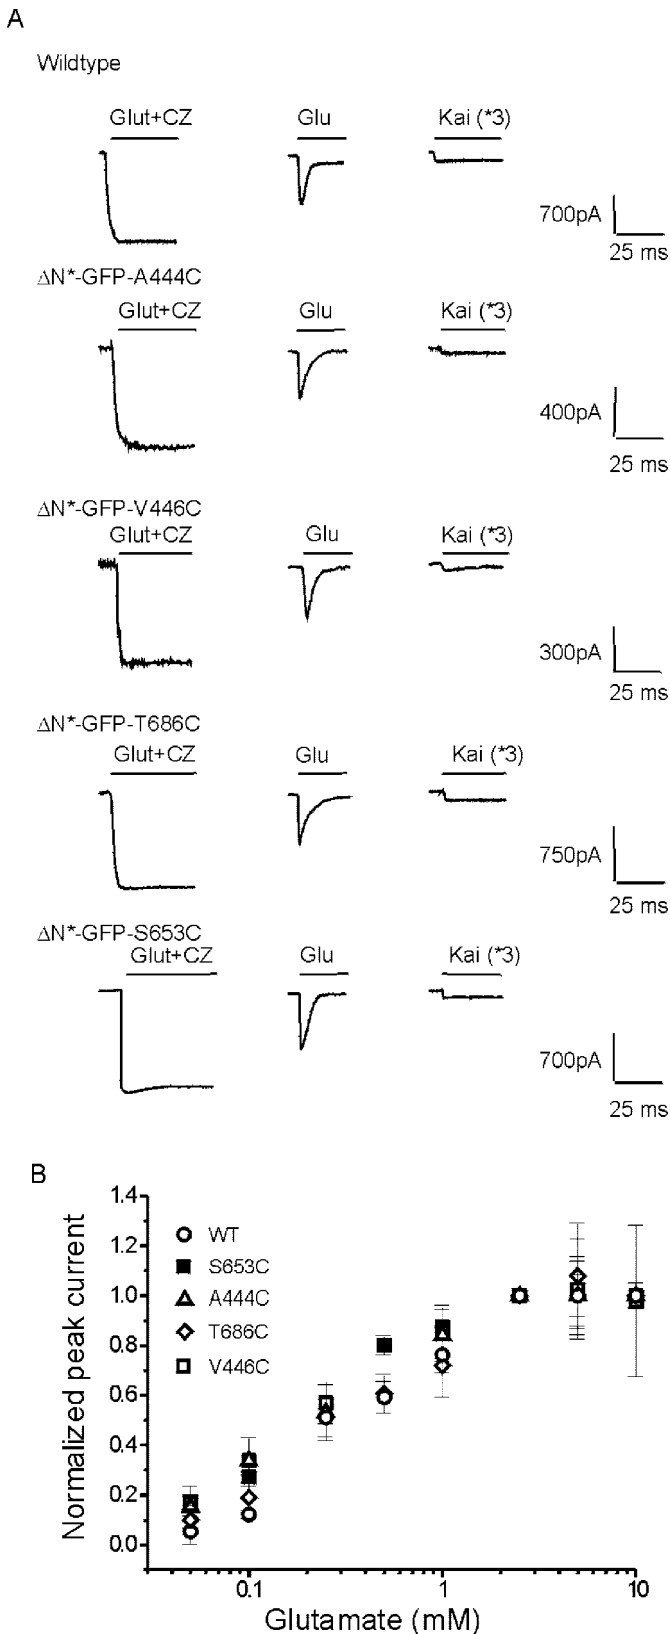 A
Wildtype
Glut+CZ Glu Kai (*3)
700pA
25 ms
ΔN*-GFP-A444C
Glut+CZ Glu Kai (*3)
400pA
25 ms
ΔN*-GFP-V446C
Glut+CZ Glu Kai (*3)
300pA
25 ms
ΔN*-GFP-T686C
Glut+CZ Glu Kai (*3)
750pA
25 ms
ΔN*-GFP-S653C
Glut+CZ Glu Kai (*3)
700pA
25 ms
B
Normalized peak current
1.4
1.2
1.0
0.8
0.6
0.4
0.2
0.0
WT
S653C
A444C
T686C
V446C
0.1 1 10
Glutamate (mM)